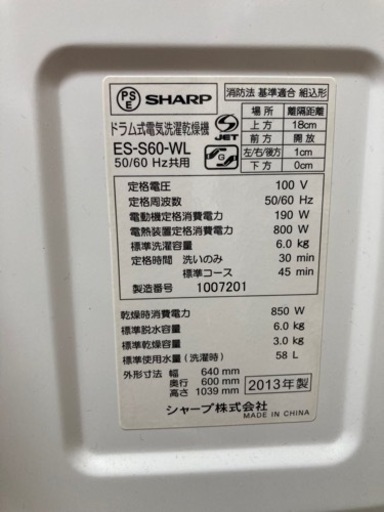 PSE SHARP
ドラム式電気洗濯乾燥機 S JET
ES-S60-WL
50/60 Hz共用 G
消防法 基準適合 組込形
場所 離隔距離
上方 18cm
前方 開放
左/右/後方 1cm
下方 0cm
定格電圧 100 V
定格周波数 50/60 Hz
電動機定格消費電力 190 W
電熱装置定格消費電力 800 W
標準洗濯容量 6.0 kg
定格時間 洗いのみ 30 min
標準コース 45 min
製造番号 1007201
乾燥時消費電力 850 W
標準脱水容量 6.0 kg
標準乾燥容量 3.0 kg
標準使用水量(洗濯時) 58 L
外形寸法 幅 640 mm
奥行 600 mm
高さ 1039 mm
2013年製
シャープ株式会社
MADE IN CHINA